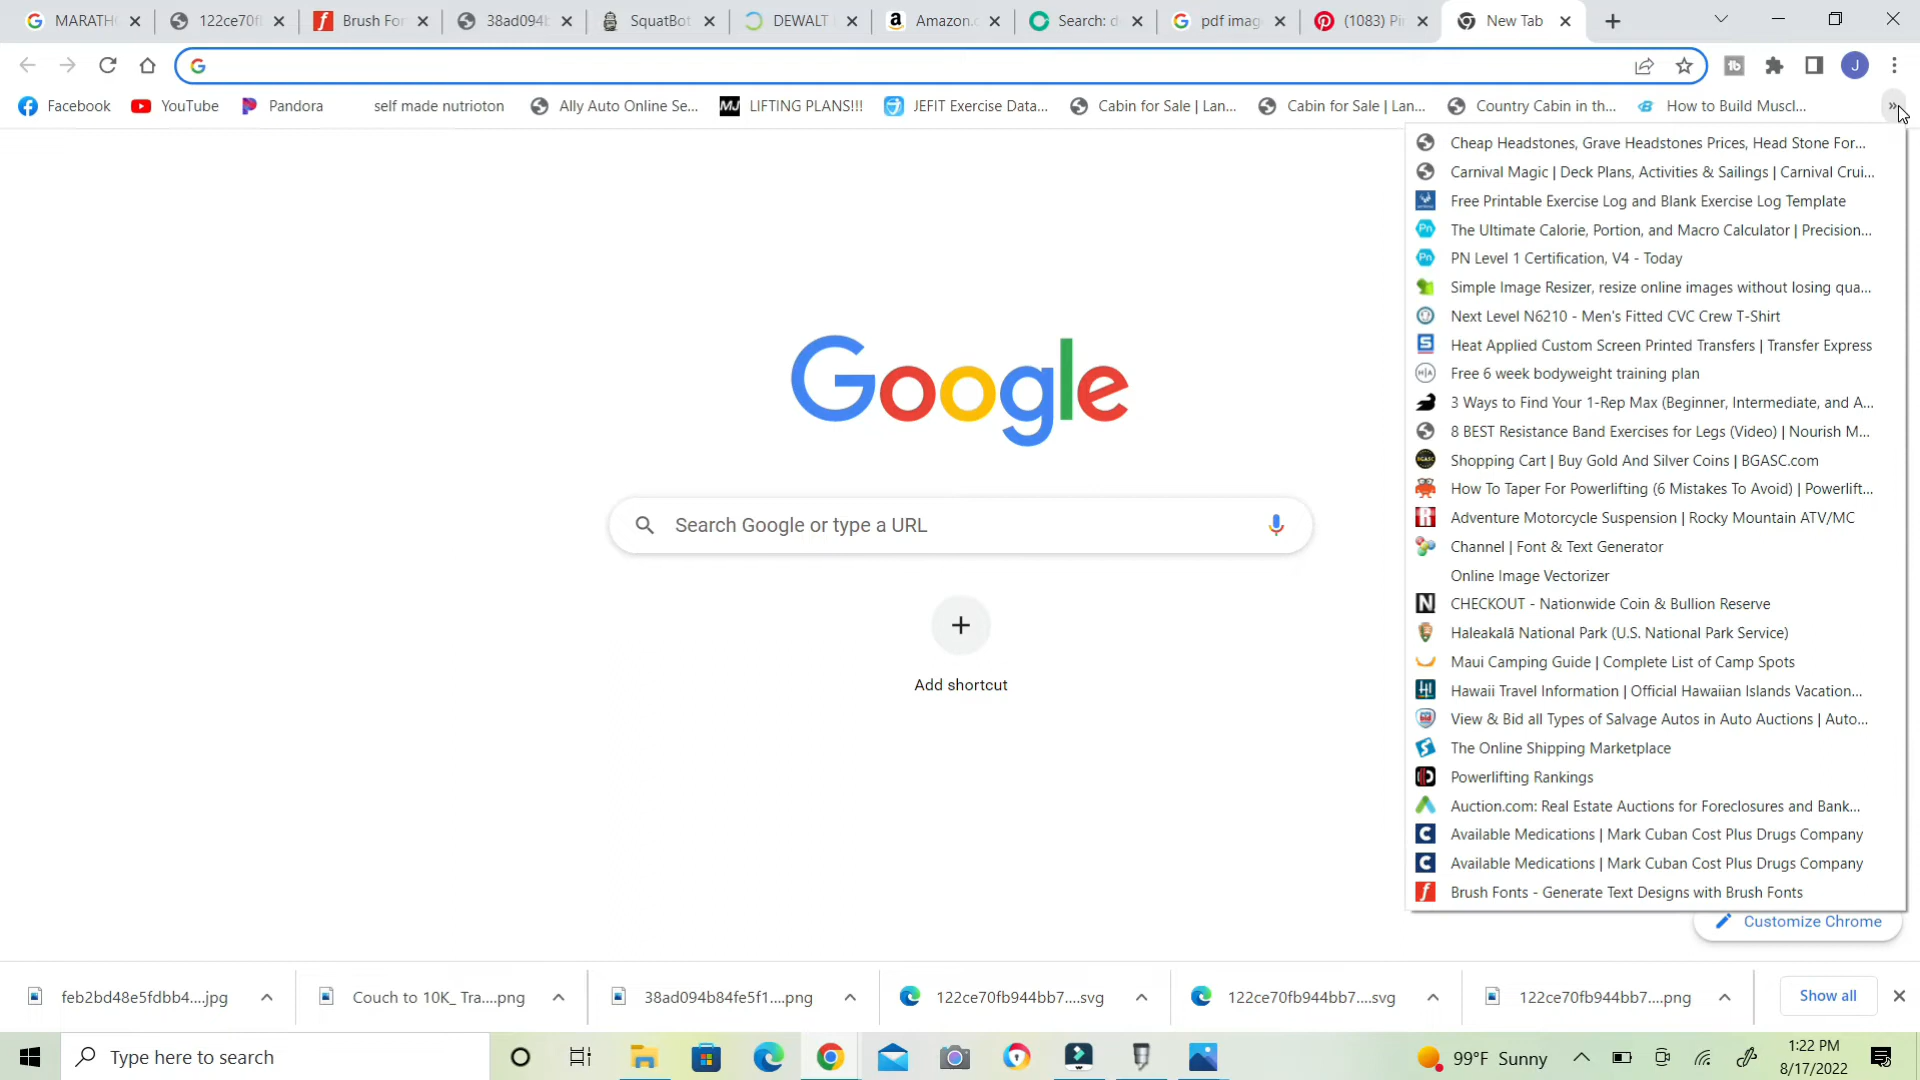 MARATH
122ce70f
Brush Fo
38ad094b
SquatBot
DEWALT
Amazon.c
Search: d
pdf imag
(1083) Pi
New Tab
J
Facebook
YouTube
Pandora
self made nutrioton
Ally Auto Online Se...
LIFTING PLANS!!!
JEFIT Exercise Data...
Cabin for Sale | Lan...
Cabin for Sale | Lan...
Country Cabin in th...
How to Build Muscl...
»
Cheap Headstones, Grave Headstones Prices, Head Stone For...
Carnival Magic | Deck Plans, Activities & Sailings | Carnival Crui...
Free Printable Exercise Log and Blank Exercise Log Template
The Ultimate Calorie, Portion, and Macro Calculator | Precision...
PN Level 1 Certification, V4 - Today
Simple Image Resizer, resize online images without losing qua...
Next Level N6210 - Men's Fitted CVC Crew T-Shirt
Heat Applied Custom Screen Printed Transfers | Transfer Express
Free 6 week bodyweight training plan
3 Ways to Find Your 1-Rep Max (Beginner, Intermediate, and A...
8 BEST Resistance Band Exercises for Legs (Video) | Nourish M...
Shopping Cart | Buy Gold And Silver Coins | BGASC.com
How To Taper For Powerlifting (6 Mistakes To Avoid) | Powerlift...
Adventure Motorcycle Suspension | Rocky Mountain ATV/MC
Channel | Font & Text Generator
Online Image Vectorizer
CHECKOUT - Nationwide Coin & Bullion Reserve
Haleakalā National Park (U.S. National Park Service)
Maui Camping Guide | Complete List of Camp Spots
Hawaii Travel Information | Official Hawaiian Islands Vacation...
View & Bid all Types of Salvage Autos in Auto Auctions | Auto...
The Online Shipping Marketplace
Powerlifting Rankings
Auction.com: Real Estate Auctions for Foreclosures and Bank...
Available Medications | Mark Cuban Cost Plus Drugs Company
Available Medications | Mark Cuban Cost Plus Drugs Company
Brush Fonts - Generate Text Designs with Brush Fonts
Google
Search Google or type a URL
Add shortcut
Customize Chrome
feb2bd48e5fdbb4....jpg
Couch to 10K_ Tra....png
38ad094b84fe5f1....png
122ce70fb944bb7....svg
122ce70fb944bb7....svg
122ce70fb944bb7....png
Show all
Type here to search
99°F Sunny
1:22 PM
8/17/2022